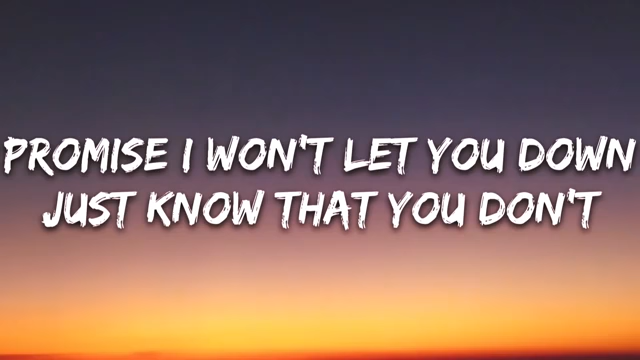 PROMISE I WON'T LET YOU DOWN
JUST KNOW THAT YOU DON'T